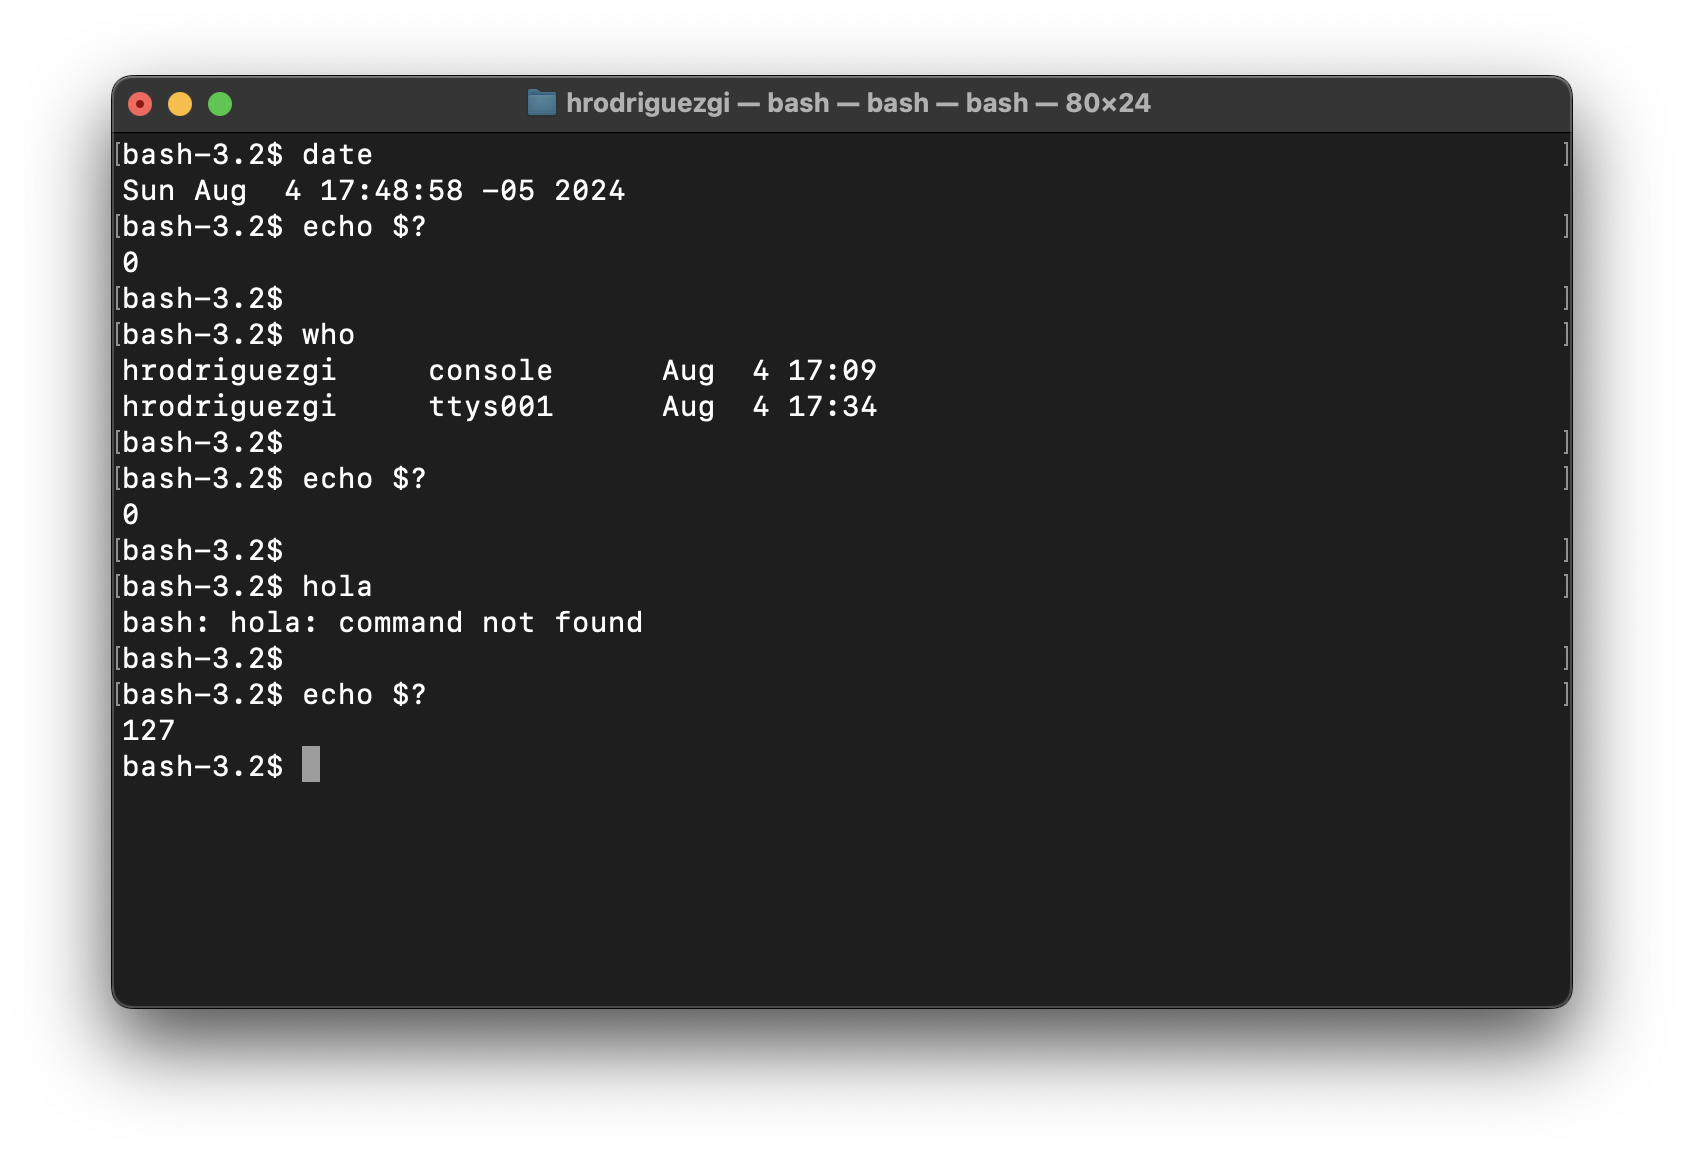 hrodriguezgi — bash — bash — bash — 80×24
[bash-3.2$ date ]
Sun Aug  4 17:48:58 -05 2024
[bash-3.2$ echo $? ]
0
[bash-3.2$ ]
[bash-3.2$ who ]
hrodriguezgi     console      Aug  4 17:09
hrodriguezgi     ttys001      Aug  4 17:34
[bash-3.2$ ]
[bash-3.2$ echo $? ]
0
[bash-3.2$ ]
[bash-3.2$ hola ]
bash: hola: command not found
[bash-3.2$ ]
[bash-3.2$ echo $? ]
127
bash-3.2$